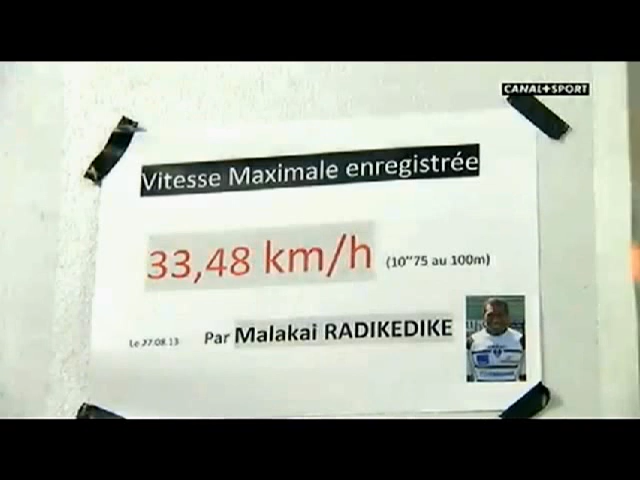 CANAL+SPORT
Vitesse Maximale enregistrée
33,48 km/h (10"75 au 100m)
Le 27.08.13 Par Malakai RADIKEDIKE